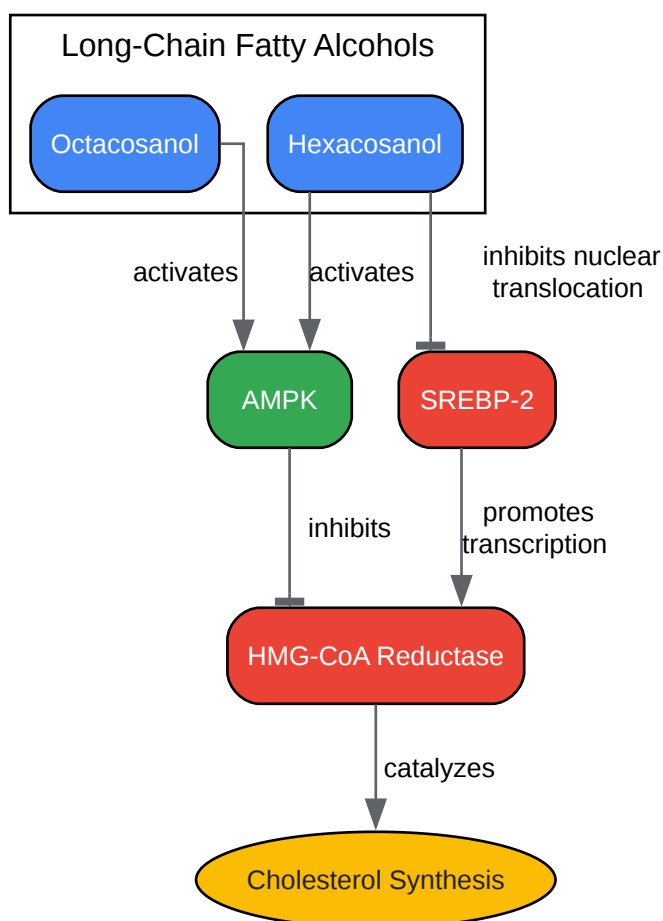 Long-Chain Fatty Alcohols
Octacosanol
Hexacosanol
activates
activates
inhibits nuclear
translocation
AMPK
SREBP-2
inhibits
promotes
transcription
HMG-CoA Reductase
catalyzes
Cholesterol Synthesis